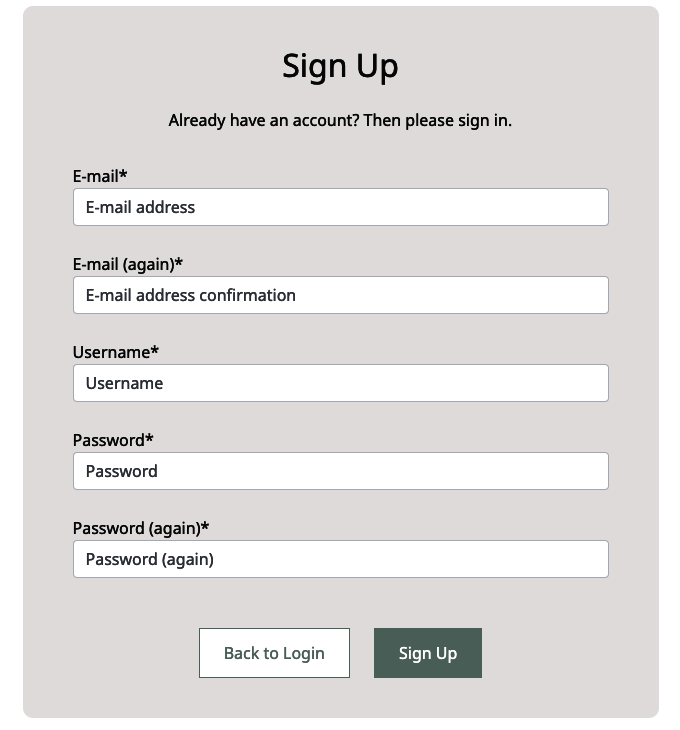 Sign Up
Already have an account? Then please sign in.
E-mail*
E-mail address
E-mail (again)*
E-mail address confirmation
Username*
Username
Password*
Password
Password (again)*
Password (again)
Back to Login
Sign Up